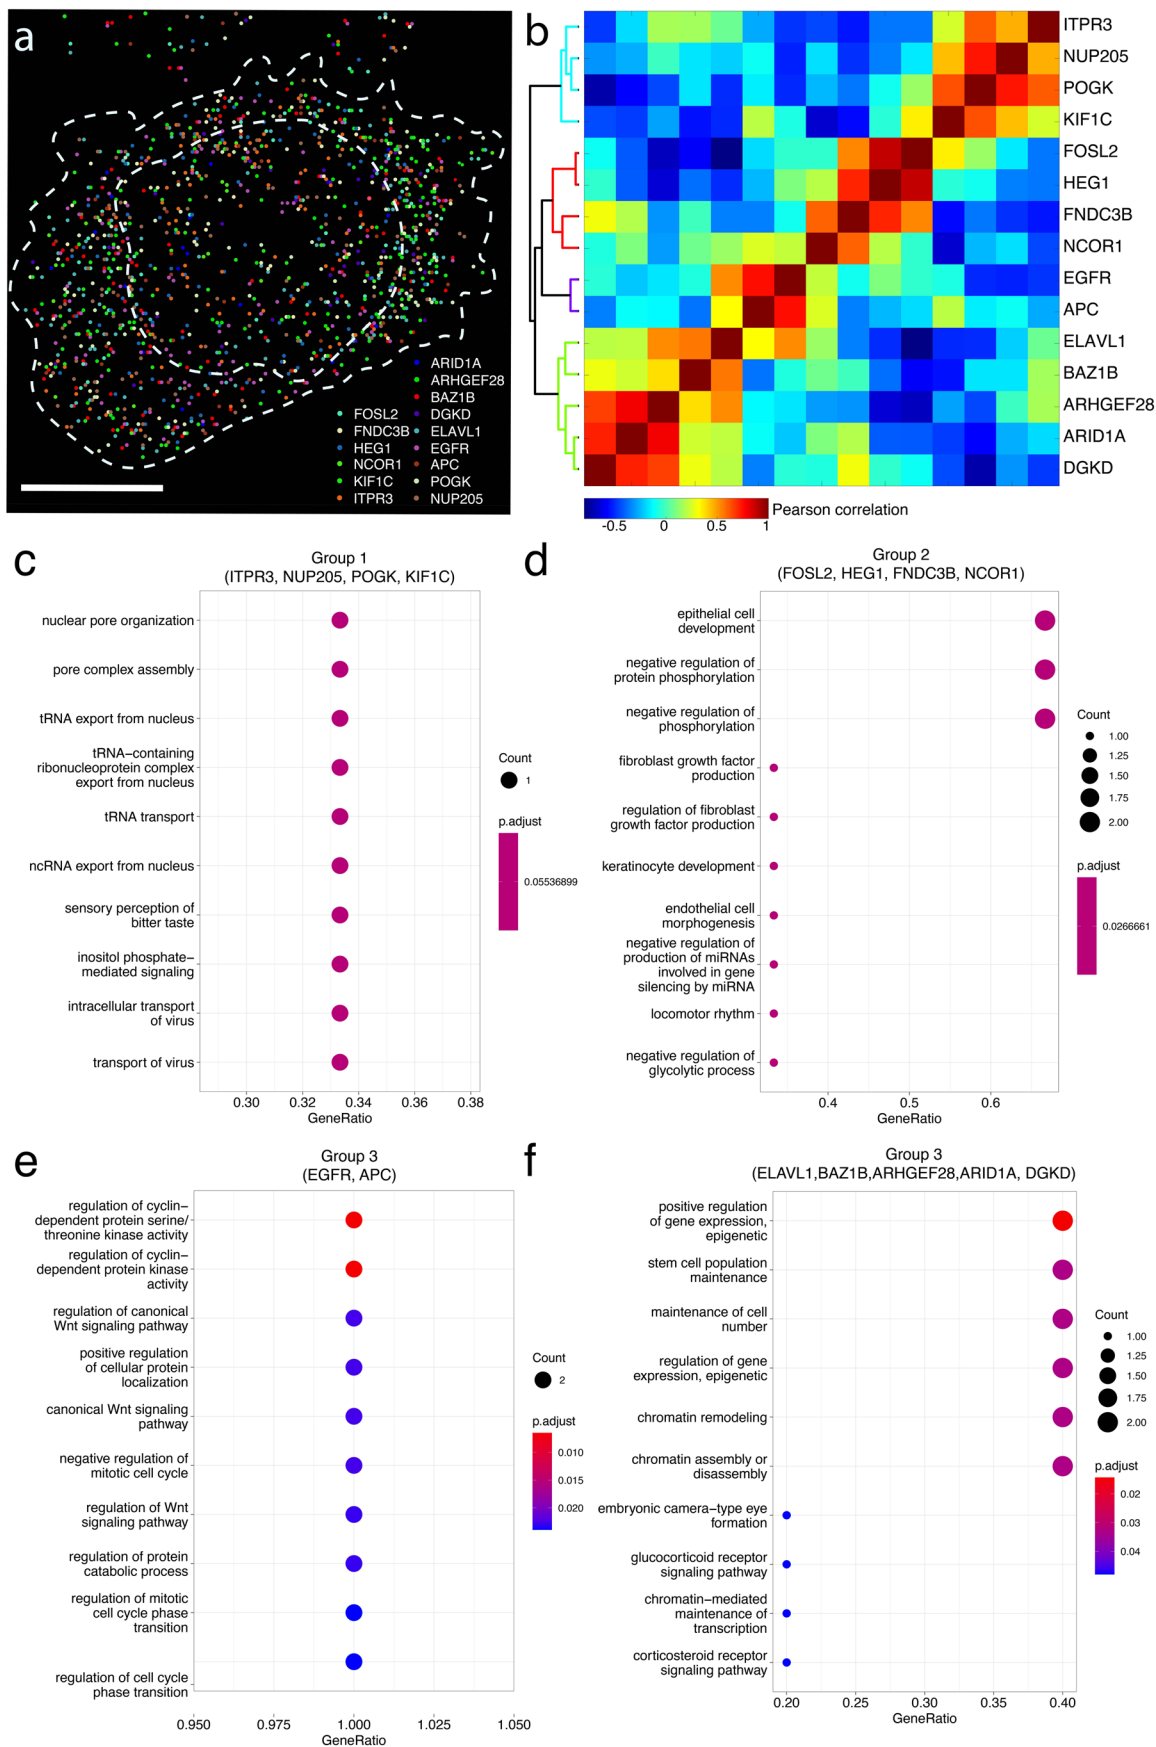 a
ARID1A
ARHGEF28
BAZ1B
FOSL2 DGKD
FNDC3B ELAVL1
HEG1 EGFR
NCOR1 APC
KIF1C POGK
ITPR3 NUP205
b
ITPR3
NUP205
POGK
KIF1C
FOSL2
HEG1
FNDC3B
NCOR1
EGFR
APC
ELAVL1
BAZ1B
ARHGEF28
ARID1A
DGKD
Pearson correlation
-0.5 0 0.5 1
c
Group 1
(ITPR3, NUP205, POGK, KIF1C)
nuclear pore organization
pore complex assembly
tRNA export from nucleus
tRNA−containing
ribonucleoprotein complex
export from nucleus
tRNA transport
ncRNA export from nucleus
sensory perception of
bitter taste
inositol phosphate−
mediated signaling
intracellular transport
of virus
transport of virus
0.30 0.32 0.34 0.36 0.38
GeneRatio
Count
1
p.adjust
0.05536899
d
Group 2
(FOSL2, HEG1, FNDC3B, NCOR1)
epithelial cell
development
negative regulation of
protein phosphorylation
negative regulation of
phosphorylation
fibroblast growth factor
production
regulation of fibroblast
growth factor production
keratinocyte development
endothelial cell
morphogenesis
negative regulation of
production of miRNAs
involved in gene
silencing by miRNA
locomotor rhythm
negative regulation of
glycolytic process
0.4 0.5 0.6
GeneRatio
Count
1.00
1.25
1.50
1.75
2.00
p.adjust
0.0266661
e
Group 3
(EGFR, APC)
regulation of cyclin−
dependent protein serine/
threonine kinase activity
regulation of cyclin−
dependent protein kinase
activity
regulation of canonical
Wnt signaling pathway
positive regulation
of cellular protein
localization
canonical Wnt signaling
pathway
negative regulation of
mitotic cell cycle
regulation of Wnt
signaling pathway
regulation of protein
catabolic process
regulation of mitotic
cell cycle phase
transition
regulation of cell cycle
phase transition
0.950 0.975 1.000 1.025 1.050
GeneRatio
Count
2
p.adjust
0.010
0.015
0.020
f
Group 3
(ELAVL1,BAZ1B,ARHGEF28,ARID1A, DGKD)
positive regulation
of gene expression,
epigenetic
stem cell population
maintenance
maintenance of cell
number
regulation of gene
expression, epigenetic
chromatin remodeling
chromatin assembly or
disassembly
embryonic camera−type eye
formation
glucocorticoid receptor
signaling pathway
chromatin−mediated
maintenance of
transcription
corticosteroid receptor
signaling pathway
0.20 0.25 0.30 0.35 0.40
GeneRatio
Count
1.00
1.25
1.50
1.75
2.00
p.adjust
0.02
0.03
0.04